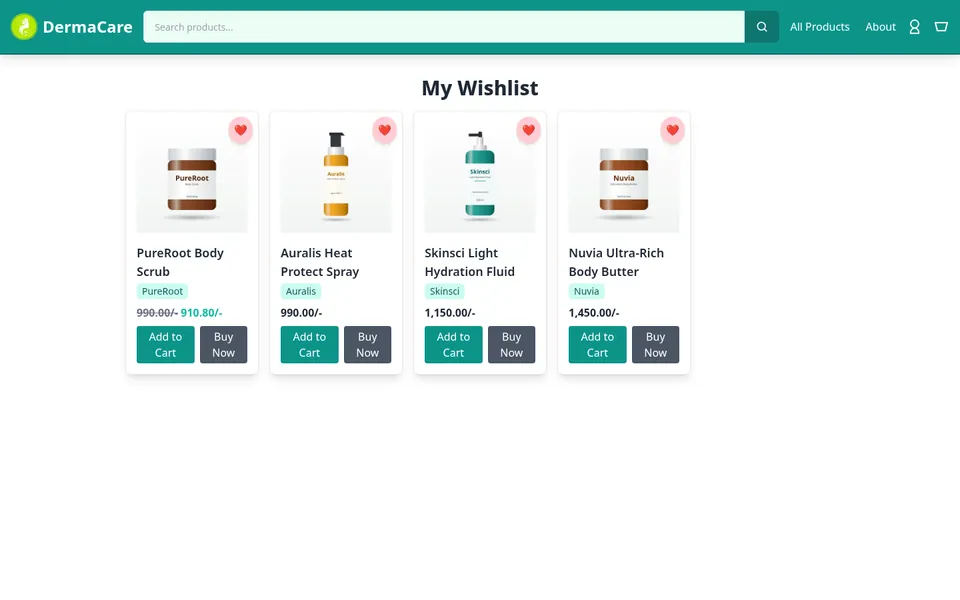 DermaCare
Search products...
All Products
About
My Wishlist
PureRoot
Auralis
Skinsci
Nuvia
PureRoot Body
Scrub
PureRoot
990.00/- 910.80/-
Add to
Cart
Buy
Now
Auralis Heat
Protect Spray
Auralis
990.00/-
Add to
Cart
Buy
Now
Skinsci Light
Hydration Fluid
Skinsci
1,150.00/-
Add to
Cart
Buy
Now
Nuvia Ultra-Rich
Body Butter
Nuvia
1,450.00/-
Add to
Cart
Buy
Now